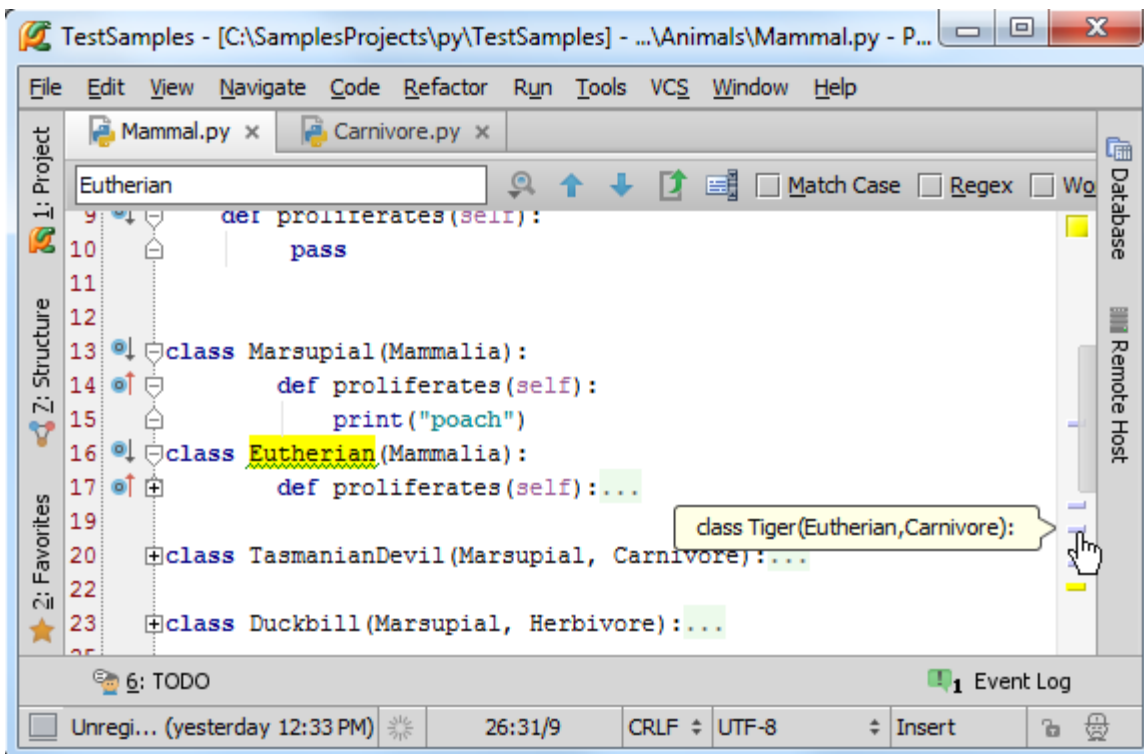 TestSamples - [C:\SamplesProjects\py\TestSamples] - ...\Animals\Mammal.py - P...
File Edit View Navigate Code Refactor Run Tools VCS Window Help
1: Project
Z: Structure
2: Favorites
Mammal.py Carnivore.py
Eutherian Match Case Regex Wo
9 def proliferates(self):
10 pass
11
12
13 class Marsupial(Mammalia):
14 def proliferates(self):
15 print("poach")
16 class Eutherian(Mammalia):
17 def proliferates(self):...
19
class Tiger(Eutherian,Carnivore):
20 class TasmanianDevil(Marsupial, Carnivore):...
22
23 class Duckbill(Marsupial, Herbivore):...
Database
Remote Host
6: TODO 1 Event Log
Unregi... (yesterday 12:33 PM) 26:31/9 CRLF UTF-8 Insert